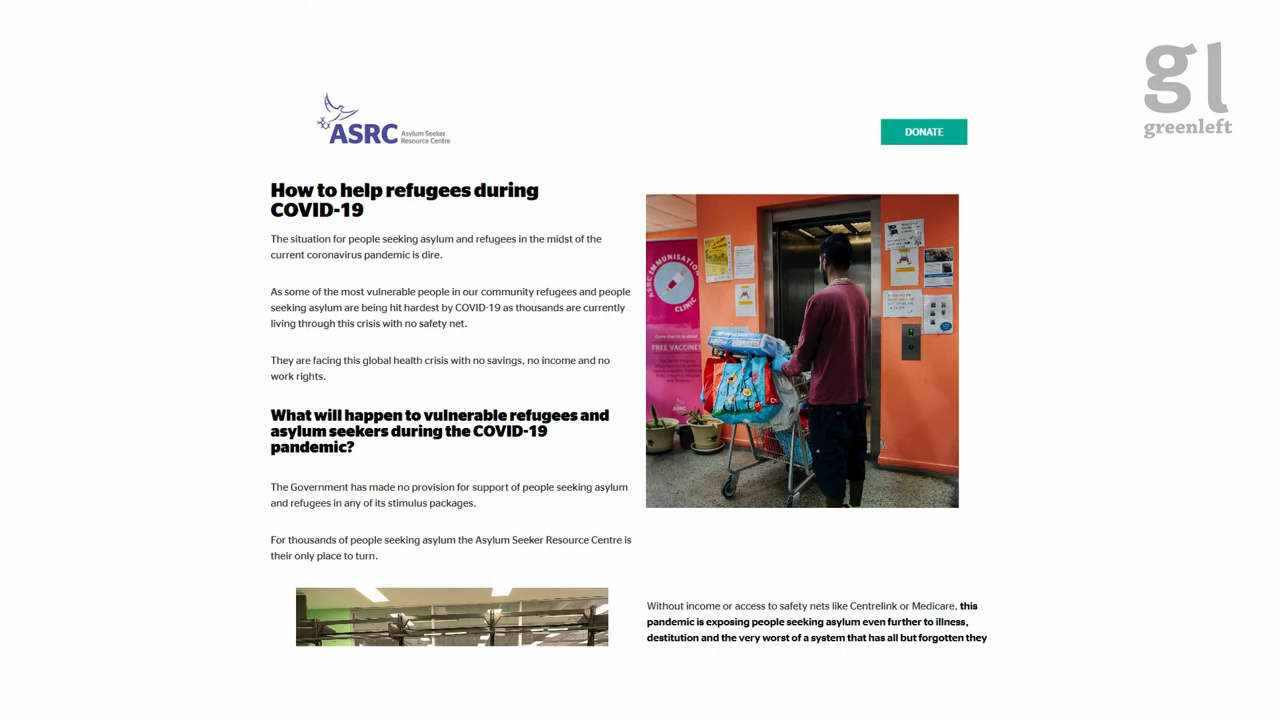 gl
greenleft
ASRC
Asylum Seeker
Resource Centre
DONATE
How to help refugees during
COVID-19
The situation for people seeking asylum and refugees in the midst of the
current coronavirus pandemic is dire.
As some of the most vulnerable people in our community refugees and people
seeking asylum are being hit hardest by COVID-19 as thousands are currently
living through this crisis with no safety net.
They are facing this global health crisis with no savings, no income and no
work rights.
What will happen to vulnerable refugees and
asylum seekers during the COVID-19
pandemic?
The Government has made no provision for support of people seeking asylum
and refugees in any of its stimulus packages.
For thousands of people seeking asylum the Asylum Seeker Resource Centre is
their only place to turn.
ASRC IMMUNISATION
CLINIC
FREE VACCINES
ASRC
Without income or access to safety nets like Centrelink or Medicare, this
pandemic is exposing people seeking asylum even further to illness,
destitution and the very worst of a system that has all but forgotten they